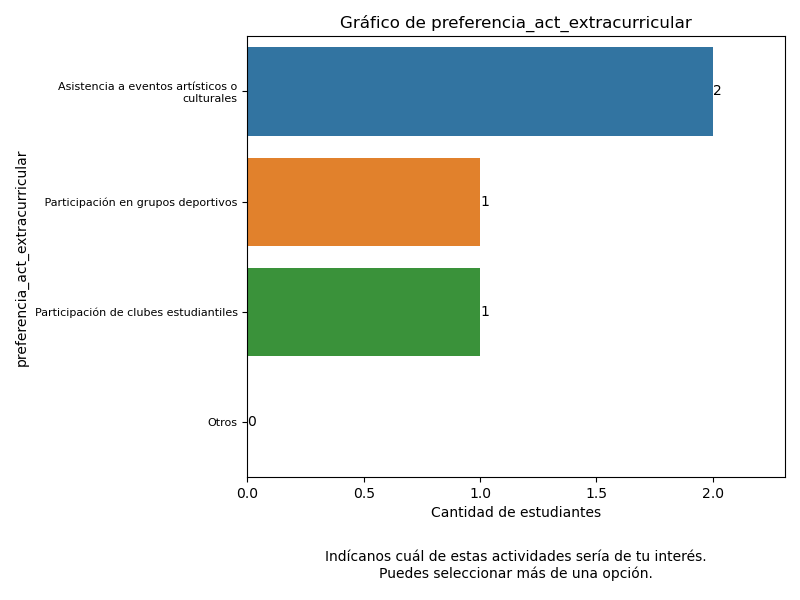 Gráfico de preferencia_act_extracurricular
preferencia_act_extracurricular
Asistencia a eventos artísticos o
culturales
2
Participación en grupos deportivos
1
Participación de clubes estudiantiles
1
Otros
0
0.0 0.5 1.0 1.5 2.0
Cantidad de estudiantes
Indícanos cuál de estas actividades sería de tu interés.
Puedes seleccionar más de una opción.